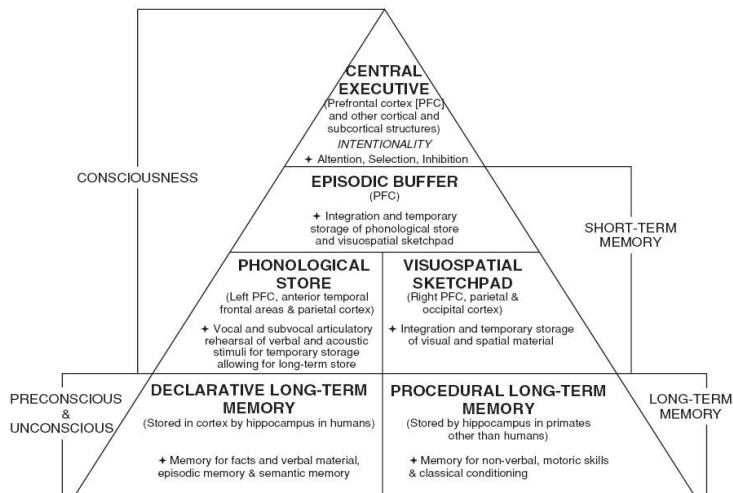 CENTRAL
EXECUTIVE
(Prefrontal cortex [PFC]
and other cortical and
subcortical structures)
INTENTIONALITY
✦ Altention, Selection, Inhibition
CONSCIOUSNESS
EPISODIC BUFFER
(PFC)
✦ Integration and temporary
storage of phonological store
and visuospatial sketchpad
SHORT-TERM
MEMORY
PHONOLOGICAL
STORE
(Left PFC, anterior temporal
frontal areas & parietal cortex)
✦ Vocal and subvocal articulatory
rehearsal of verbal and acoustic
stimuli for temporary storage
allowing for long-term store
VISUOSPATIAL
SKETCHPAD
(Right PFC, parietal &
occipital cortex)
✦ Integration and temporary storage
of visual and spatial material
PRECONSCIOUS
&
UNCONSCIOUS
DECLARATIVE LONG-TERM
MEMORY
(Stored in cortex by hippocampus in humans)
✦ Memory for facts and verbal material,
episodic memory & semantic memory
PROCEDURAL LONG-TERM
MEMORY
(Stored by hippocampus in primates
other than humans)
✦ Memory for non-verbal, motoric skills
& classical conditioning
LONG-TERM
MEMORY